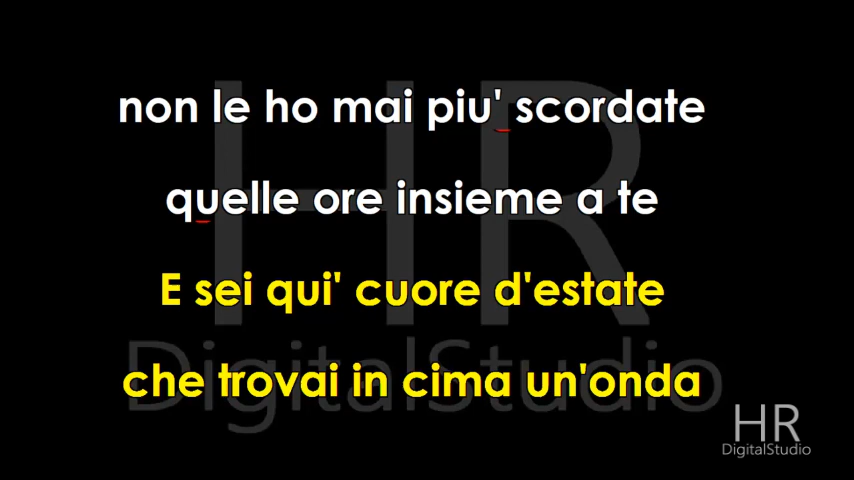 non le ho mai piu' scordate
quelle ore insieme a te
E sei qui' cuore d'estate
che trovai in cima un'onda
HR
DigitalStudio
HR
DigitalStudio